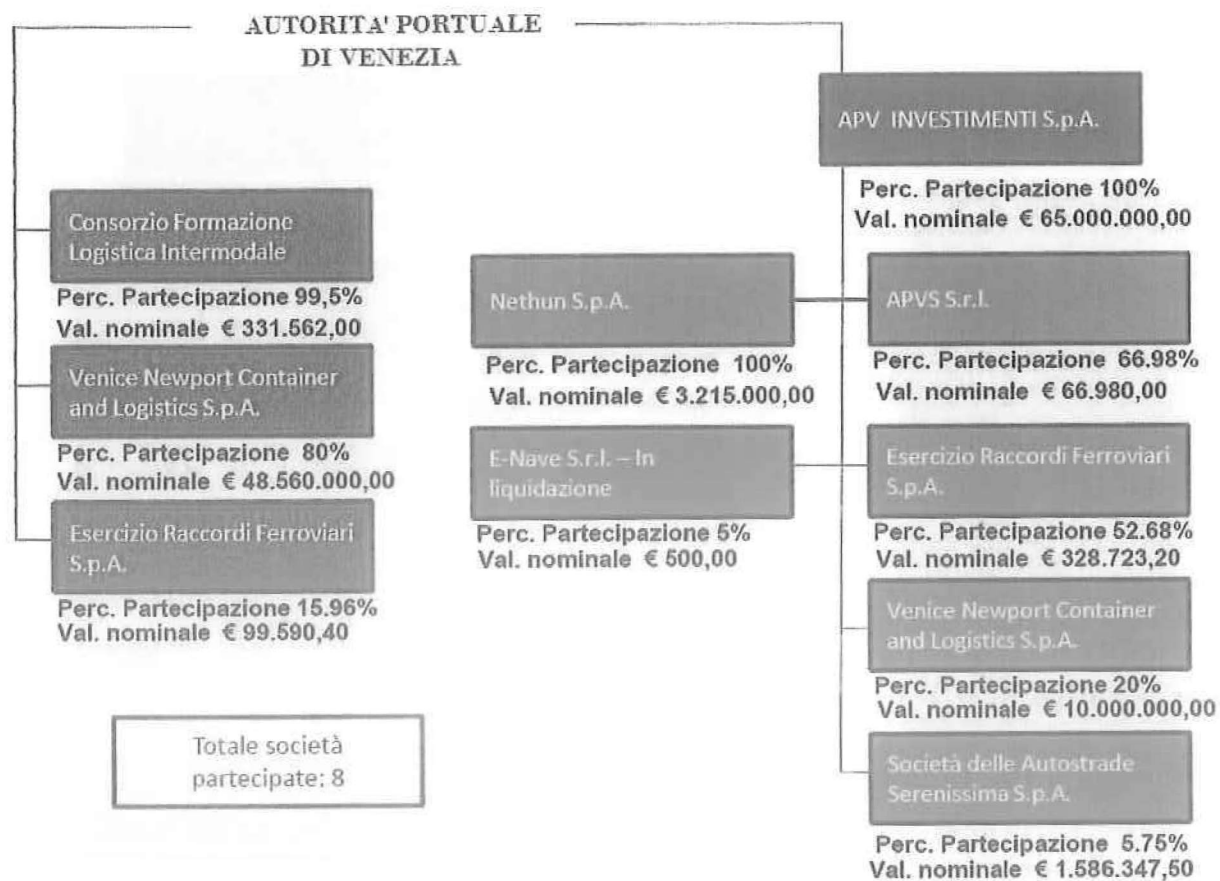 AUTORITA' PORTUALE
DI VENEZIA
APV INVESTIMENTI S.p.A.
Perc. Partecipazione 100%
Val. nominale € 65.000.000,00
Consorzio Formazione
Logistica Intermodale
Perc. Partecipazione 99,5%
Val. nominale € 331.562,00
Venice Newport Container
and Logistics S.p.A.
Perc. Partecipazione 80%
Val. nominale € 48.560.000,00
Esercizio Raccordi Ferroviari
S.p.A.
Perc. Partecipazione 15.96%
Val. nominale € 99.590,40
Nethun S.p.A.
Perc. Partecipazione 100%
Val. nominale € 3.215.000,00
E-Nave S.r.l. – In
liquidazione
Perc. Partecipazione 5%
Val. nominale € 500,00
APVS S.r.l.
Perc. Partecipazione 66.98%
Val. nominale € 66.980,00
Esercizio Raccordi Ferroviari
S.p.A.
Perc. Partecipazione 52.68%
Val. nominale € 328.723,20
Venice Newport Container
and Logistics S.p.A.
Perc. Partecipazione 20%
Val. nominale € 10.000.000,00
Società delle Autostrade
Serenissima S.p.A.
Perc. Partecipazione 5.75%
Val. nominale € 1.586.347,50
Totale società
partecipate: 8